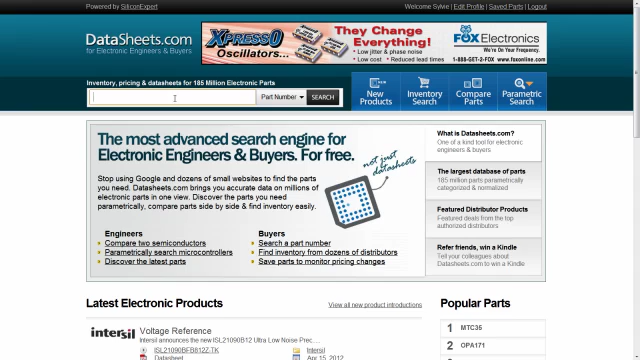 Powered by SiliconExpert
Welcome Sylvie | Edit Profile | Saved Parts | Logout
DataSheets.com
for Electronic Engineers & Buyers
XPRESSO
Oscillators...
They Change
Everything!
• Low jitter & phase noise
• Low cost • Reduced lead times
FOX Electronics
We're On Your Frequency.
1-888-GET-2-FOX www.foxonline.com
Inventory, pricing & datasheets for 185 Million Electronic Parts
Part Number
SEARCH
New Products
Inventory Search
Compare Parts
Parametric Search
The most advanced search engine for
Electronic Engineers & Buyers. For free.
not just datasheets
Stop using Google and dozens of small websites to find the parts
you need. Datasheets.com brings you accurate data on millions of
electronic parts in one view. Discover the parts you need
parametrically, compare parts side by side & find inventory easily.
Engineers
Compare two semiconductors
Parametrically search microcontrollers
Discover the latest parts
Buyers
Search a part number
Find inventory from dozens of distributors
Save parts to monitor pricing changes
What is Datasheets.com?
One of a kind tool for electronic
engineers & buyers
The largest database of parts
185 million parts parametrically
categorized & normalized
Featured Distributor Products
Featured deals from the top
authorized distributors
Refer friends, win a Kindle
Tell your colleagues about
Datasheets.com to win a Kindle
Latest Electronic Products
View all new product introductions
Popular Parts
intersil
Voltage Reference
Intersil announces the new ISL21090B12 Ultra Low Noise Prec....
ISL21090BFB812Z-TK
Intersil
Datasheet
Apr 15, 2012
1 MTC35
2 OPA171